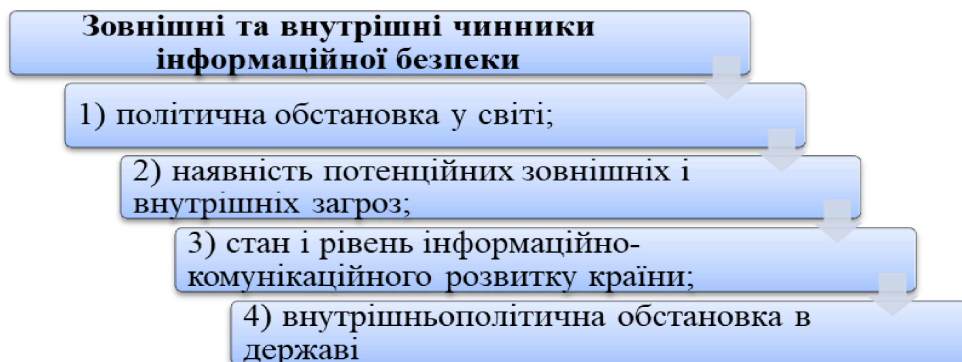 Зовнішні та внутрішні чинники
інформаційної безпеки
1) політична обстановка у світі;
2) наявність потенційних зовнішніх і
внутрішніх загроз;
3) стан і рівень інформаційно-
комунікаційного розвитку країни;
4) внутрішньополітична обстановка в
державі